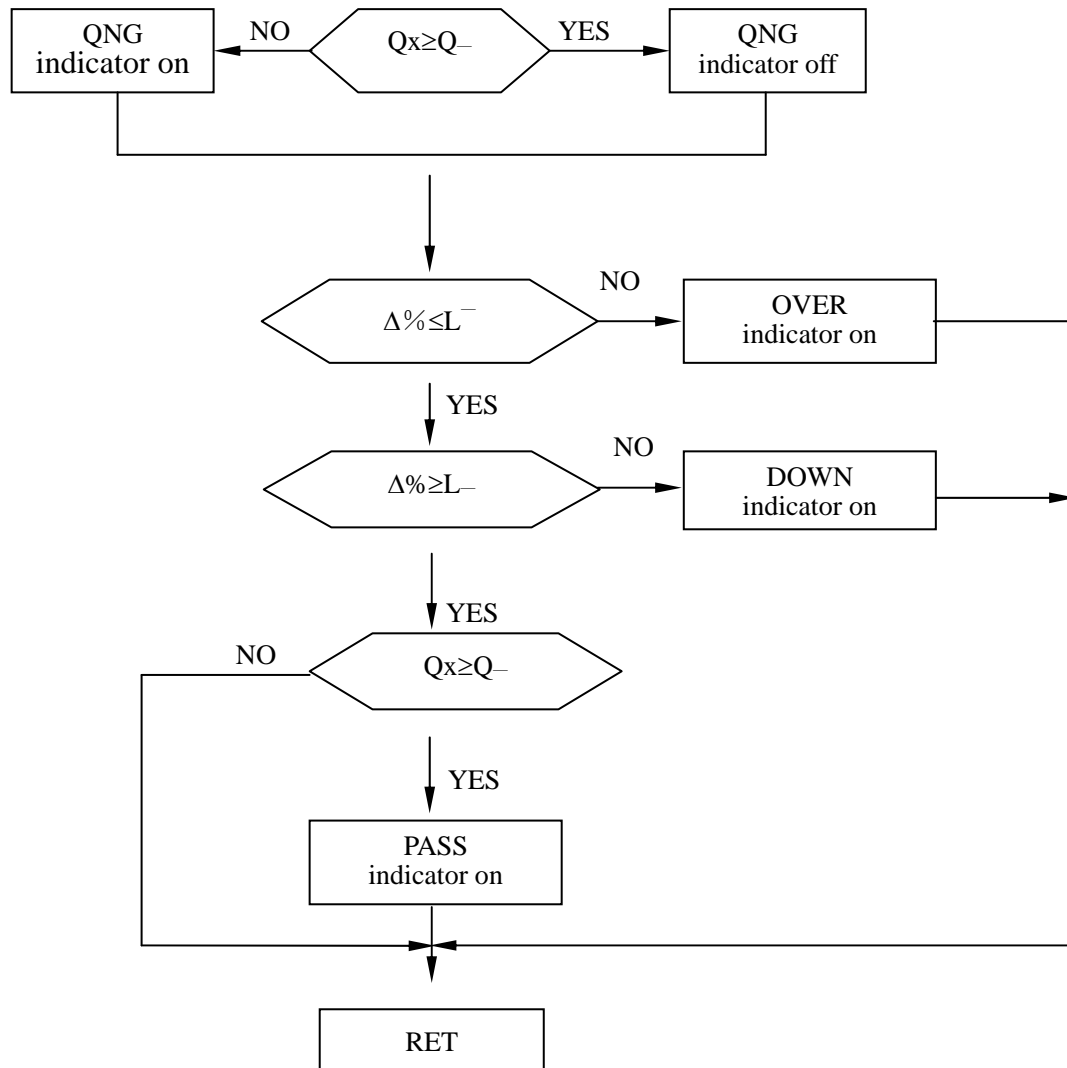 QNG
indicator on
NO
Qx≥Q–
YES
QNG
indicator off
Δ%≤L¯
NO
OVER
indicator on
YES
Δ%≥L–
NO
DOWN
indicator on
YES
NO
Qx≥Q–
YES
PASS
indicator on
RET